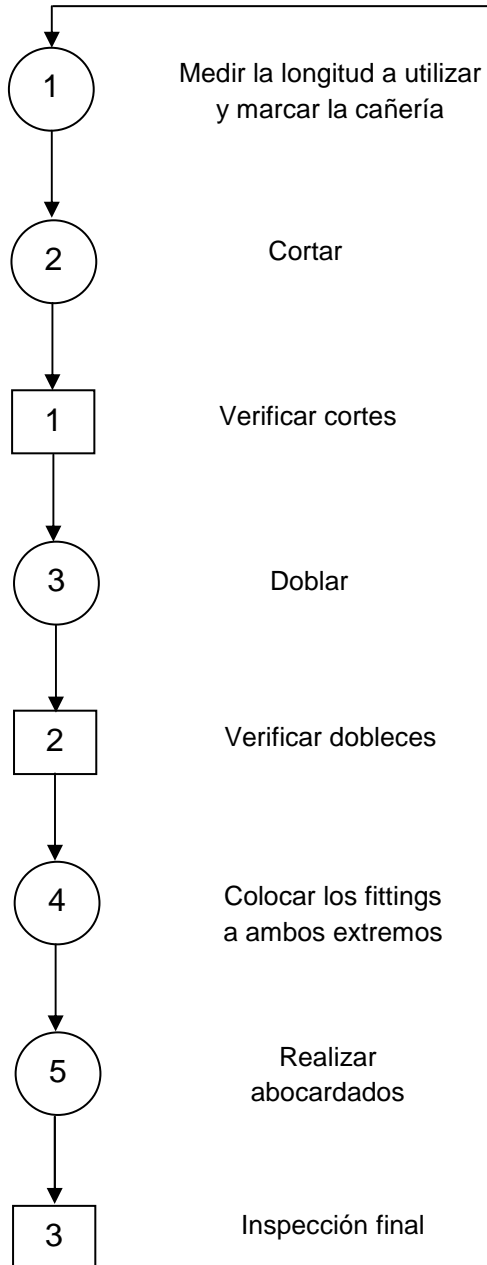 1
Medir la longitud a utilizar
y marcar la cañería
2
Cortar
1
Verificar cortes
3
Doblar
2
Verificar dobleces
4
Colocar los fittings
a ambos extremos
5
Realizar
abocardados
3
Inspección final